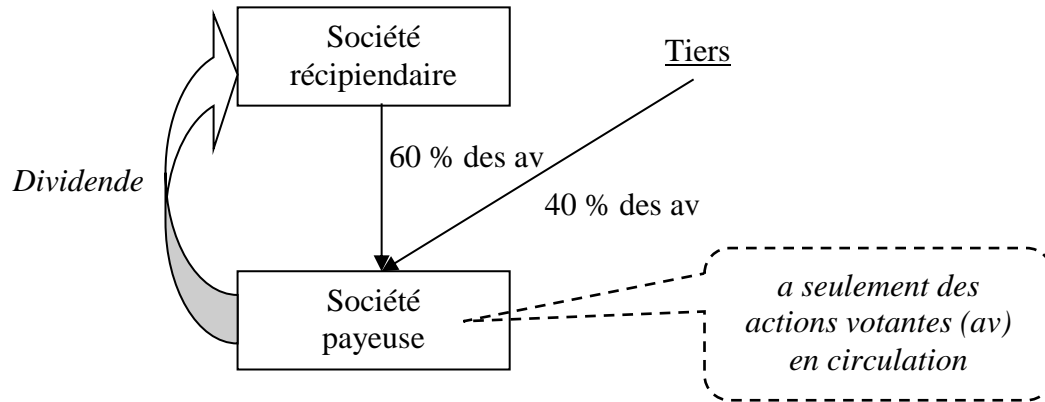 Société
récipiendaire
Tiers
60 % des av
Dividende
40 % des av
Société
payeuse
a seulement des
actions votantes (av)
en circulation